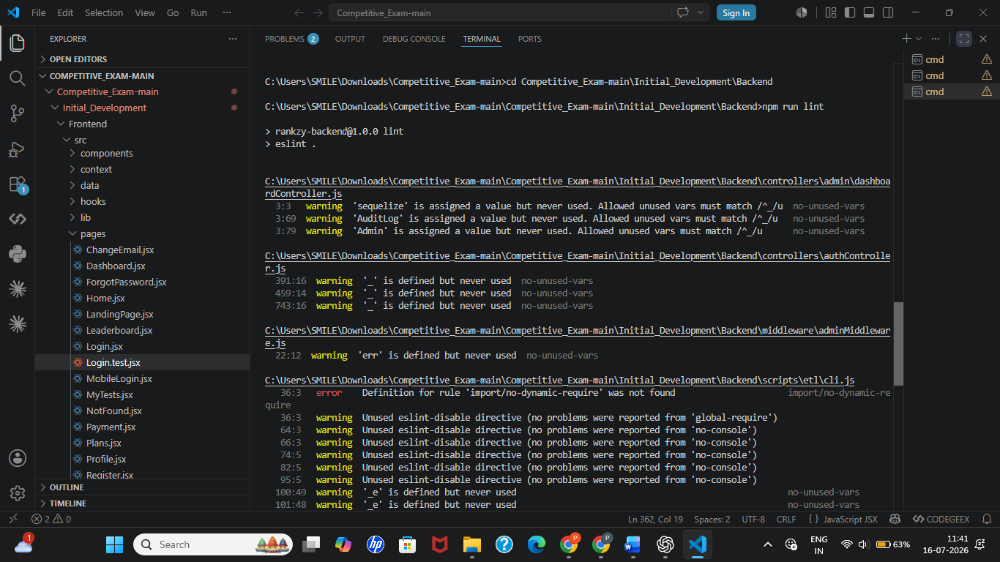 File Edit Selection View Go Run ···
Competitive_Exam-main
Sign In
EXPLORER ···
OPEN EDITORS
COMPETITIVE_EXAM-MAIN
Competitive_Exam-main
Initial_Development
Frontend
src
components
context
data
hooks
lib
pages
ChangeEmail.jsx
Dashboard.jsx
ForgotPassword.jsx
Home.jsx
LandingPage.jsx
Leaderboard.jsx
Login.jsx
Login.test.jsx
MobileLogin.jsx
MyTests.jsx
NotFound.jsx
Payment.jsx
Plans.jsx
Profile.jsx
Register.jsx
OUTLINE
TIMELINE
1
PROBLEMS 2 OUTPUT DEBUG CONSOLE TERMINAL PORTS
C:\Users\SMILE\Downloads\Competitive_Exam-main>cd Competitive_Exam-main\Initial_Development\Backend
C:\Users\SMILE\Downloads\Competitive_Exam-main\Competitive_Exam-main\Initial_Development\Backend>npm run lint
> rankzy-backend@1.0.0 lint
> eslint .
C:\Users\SMILE\Downloads\Competitive_Exam-main\Competitive_Exam-main\Initial_Development\Backend\controllers\admin\dashboa
rdController.js
3:3 warning 'sequelize' is assigned a value but never used. Allowed unused vars must match /^_/u no-unused-vars
3:69 warning 'AuditLog' is assigned a value but never used. Allowed unused vars must match /^_/u no-unused-vars
3:79 warning 'Admin' is assigned a value but never used. Allowed unused vars must match /^_/u no-unused-vars
C:\Users\SMILE\Downloads\Competitive_Exam-main\Competitive_Exam-main\Initial_Development\Backend\controllers\authControlle
r.js
391:16 warning '_' is defined but never used no-unused-vars
459:14 warning '_' is defined but never used no-unused-vars
743:16 warning '_' is defined but never used no-unused-vars
C:\Users\SMILE\Downloads\Competitive_Exam-main\Competitive_Exam-main\Initial_Development\Backend\middleware\adminMiddlewar
e.js
22:12 warning 'err' is defined but never used no-unused-vars
C:\Users\SMILE\Downloads\Competitive_Exam-main\Competitive_Exam-main\Initial_Development\Backend\scripts\etl\cli.js
36:3 error Definition for rule 'import/no-dynamic-require' was not found import/no-dynamic-re
quire
36:3 warning Unused eslint-disable directive (no problems were reported from 'global-require')
64:3 warning Unused eslint-disable directive (no problems were reported from 'no-console')
66:3 warning Unused eslint-disable directive (no problems were reported from 'no-console')
74:5 warning Unused eslint-disable directive (no problems were reported from 'no-console')
82:5 warning Unused eslint-disable directive (no problems were reported from 'no-console')
95:5 warning Unused eslint-disable directive (no problems were reported from 'no-console')
100:49 warning '_e' is defined but never used no-unused-vars
101:48 warning '_e' is defined but never used no-unused-vars
cmd
cmd
cmd
2 0 Ln 362, Col 19 Spaces: 2 UTF-8 CRLF { } JavaScript JSX CODEGEEX
1 Search hp P P W ENG 63% 11:41
IN 16-07-2026